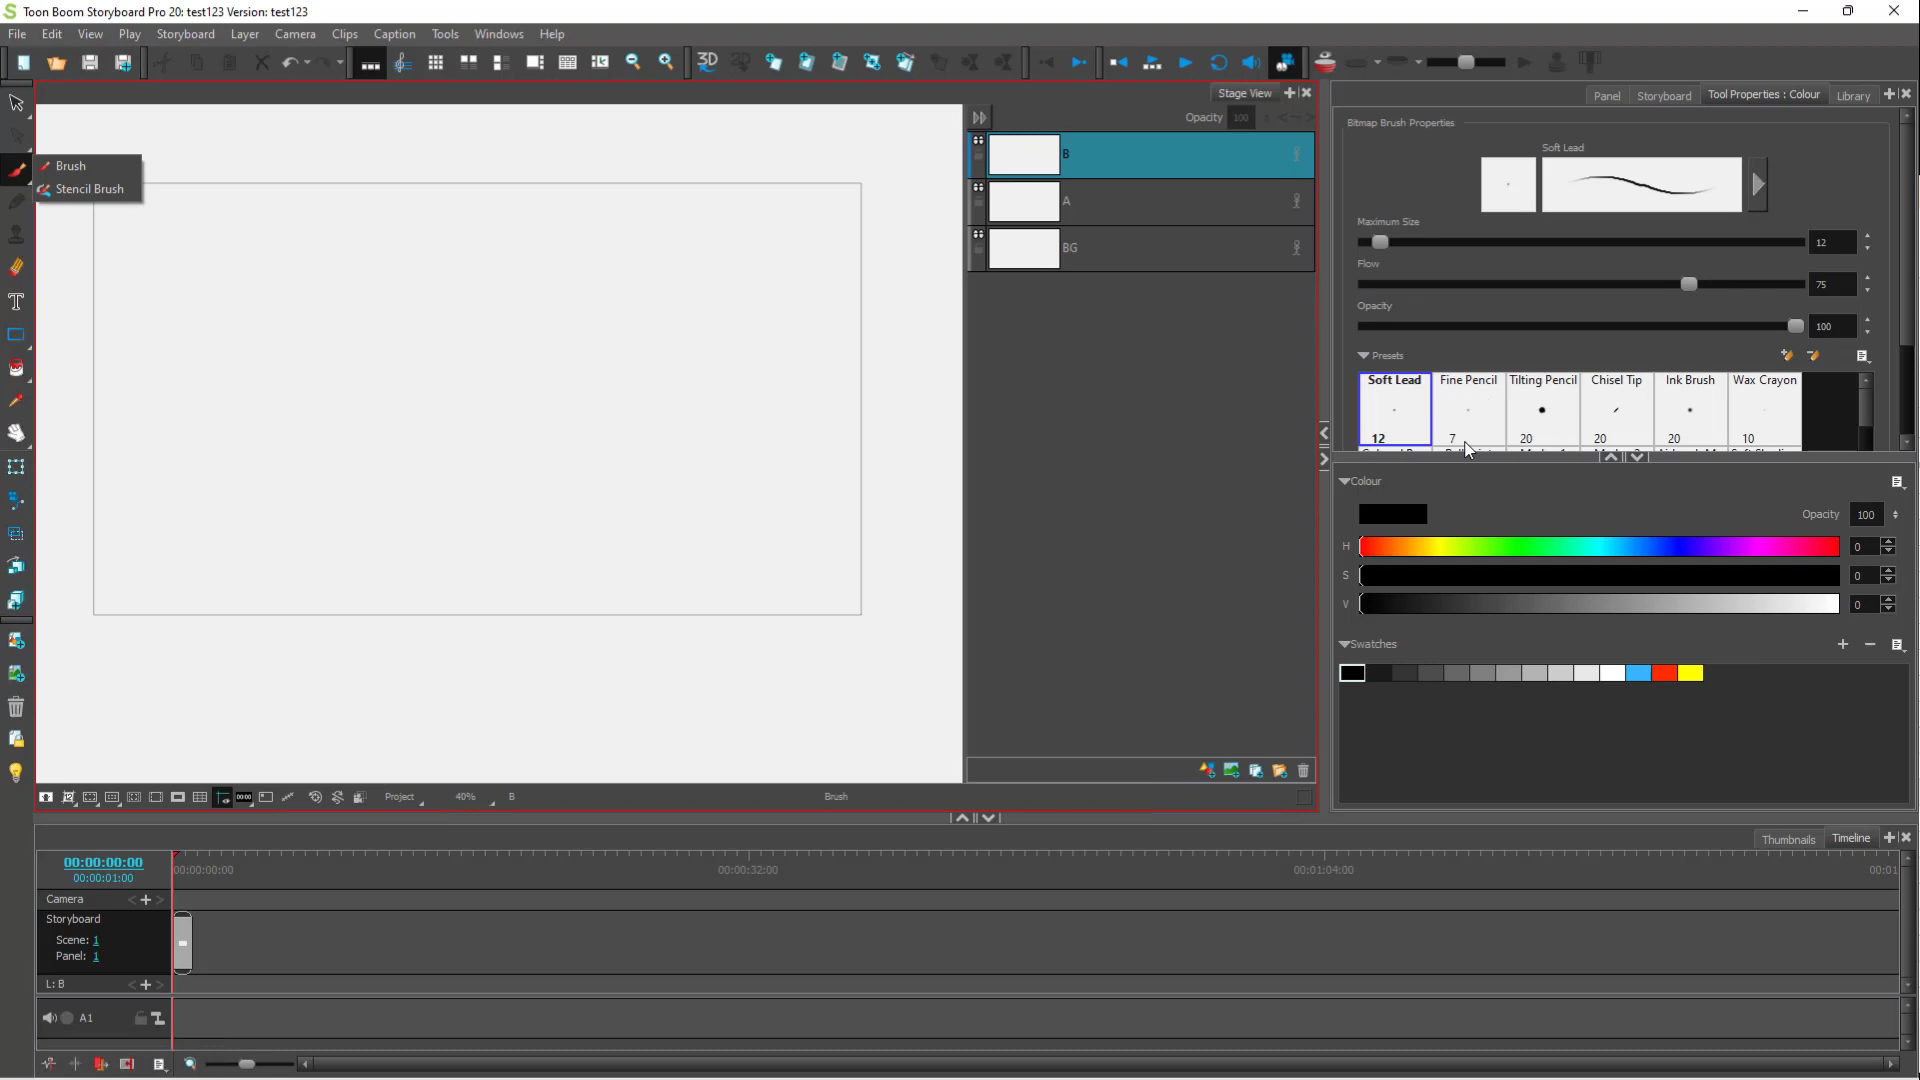 Toon Boom Storyboard Pro 20: test123 Version: test123
File Edit View Play Storyboard Layer Camera Clips Caption Tools Windows Help
Stage View
Panel Storyboard Tool Properties : Colour Library
Opacity 100
Bitmap Brush Properties
Brush
Stencil Brush
B
A
BG
Soft Lead
Maximum Size
12
Flow
75
Opacity
100
Presets
Soft Lead Fine Pencil Tilting Pencil Chisel Tip Ink Brush Wax Crayon
12 7 20 20 20 10
Colour
Opacity 100
H 0
S 0
V 0
Swatches
Project 40% B Brush
Thumbnails Timeline
00:00:00:00
00:00:01:00
00:00:00:00 00:00:32:00 00:01:04:00 00:01
Camera
Storyboard
Scene: 1
Panel: 1
L: B
A1